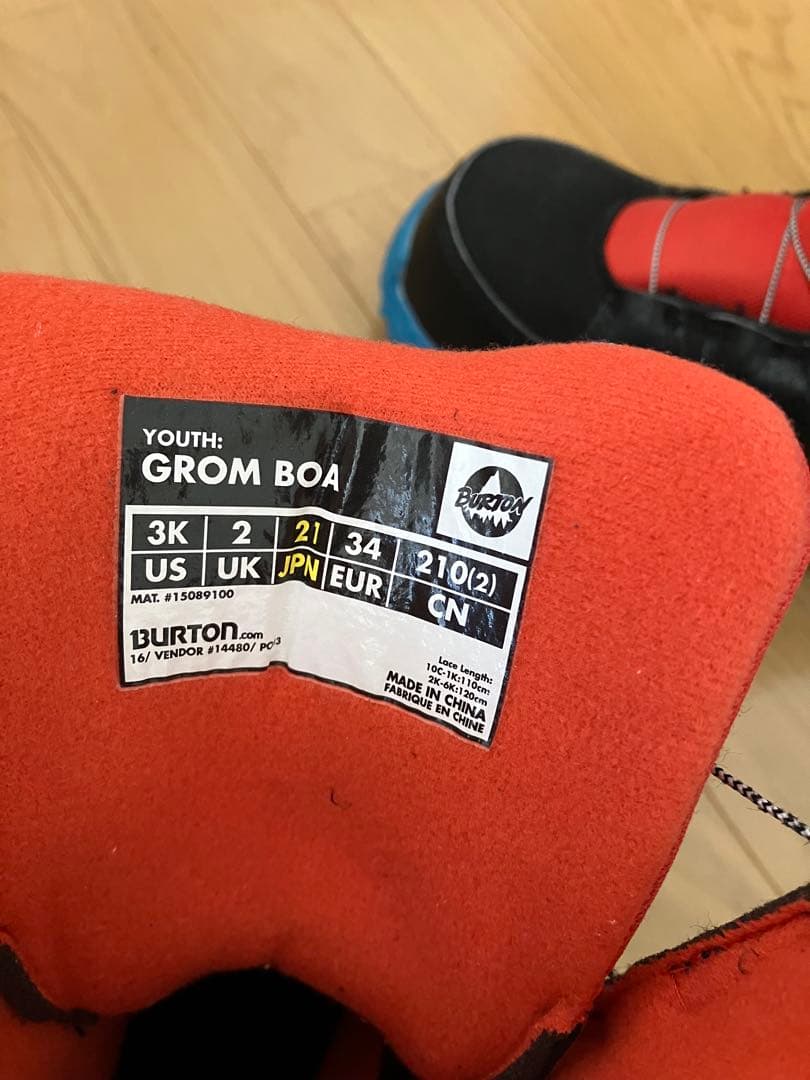 YOUTH:
GROM BOA
BURTON
3K 2 21 34 210(2)
US UK JPN EUR CN
MAT. #15089100
BURTON.com
16/ VENDOR #14480/
Lace Length:
10C-1K:110cm
2K-6K:120cm
MADE IN CHINA
FABRIQUE EN CHINE